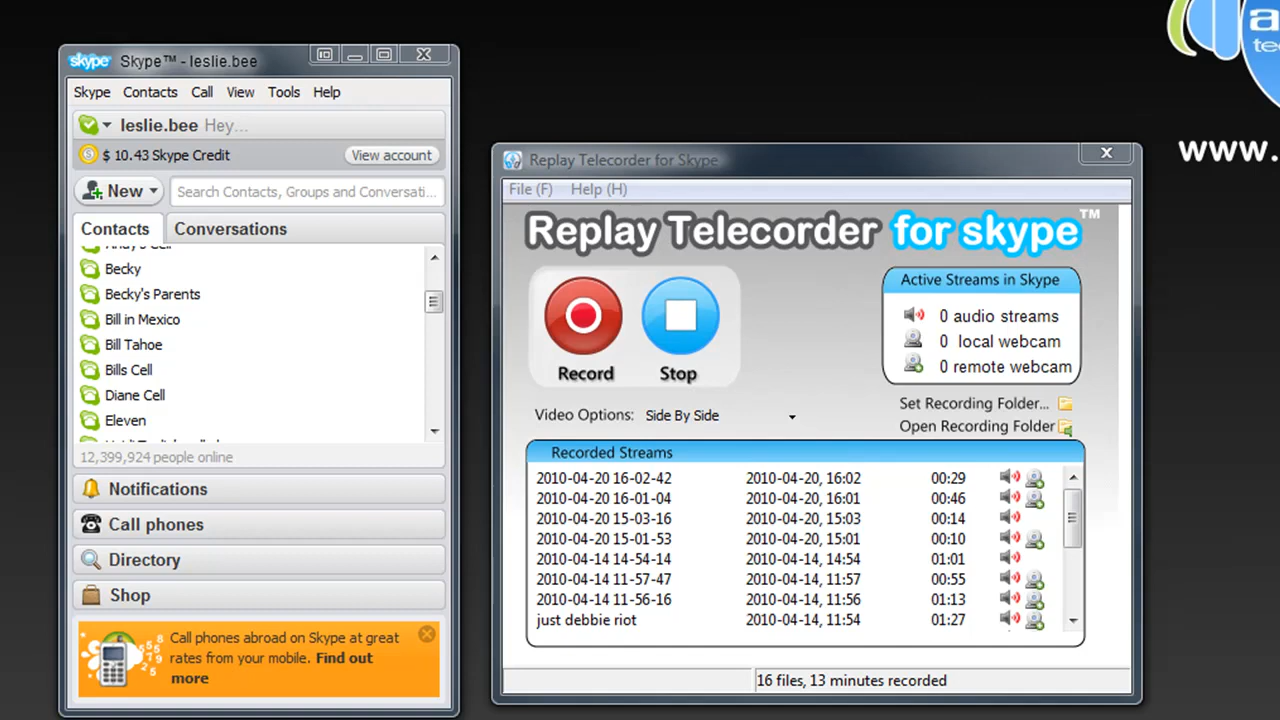 skype Skype™ - leslie.bee
Skype Contacts Call View Tools Help
leslie.bee Hey...
$ 10.43 Skype Credit View account
New Search Contacts, Groups and Conversati...
Contacts Conversations
Andy's Cell
Becky
Becky's Parents
Bill in Mexico
Bill Tahoe
Bills Cell
Diane Cell
Eleven
12,399,924 people online
Notifications
Call phones
Directory
Shop
Call phones abroad on Skype at great
rates from your mobile. Find out
more
Replay Telecorder for Skype
File (F) Help (H)
Replay Telecorder for skype™
Record Stop
Active Streams in Skype
0 audio streams
0 local webcam
0 remote webcam
Video Options: Side By Side
Set Recording Folder...
Open Recording Folder
Recorded Streams
2010-04-20 16-02-42 2010-04-20, 16:02 00:29
2010-04-20 16-01-04 2010-04-20, 16:01 00:46
2010-04-20 15-03-16 2010-04-20, 15:03 00:14
2010-04-20 15-01-53 2010-04-20, 15:01 00:10
2010-04-14 14-54-14 2010-04-14, 14:54 01:01
2010-04-14 11-57-47 2010-04-14, 11:57 00:55
2010-04-14 11-56-16 2010-04-14, 11:56 01:13
just debbie riot 2010-04-14, 11:54 01:27
16 files, 13 minutes recorded
a
tec
www.